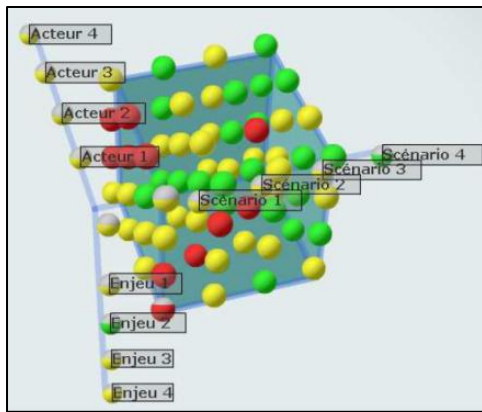 Acteur 4
Acteur 3
Acteur 2
Acteur 1
Scénario 4
Scénario 3
Scénario 2
Scénario 1
Enjeu 1
Enjeu 2
Enjeu 3
Enjeu 4